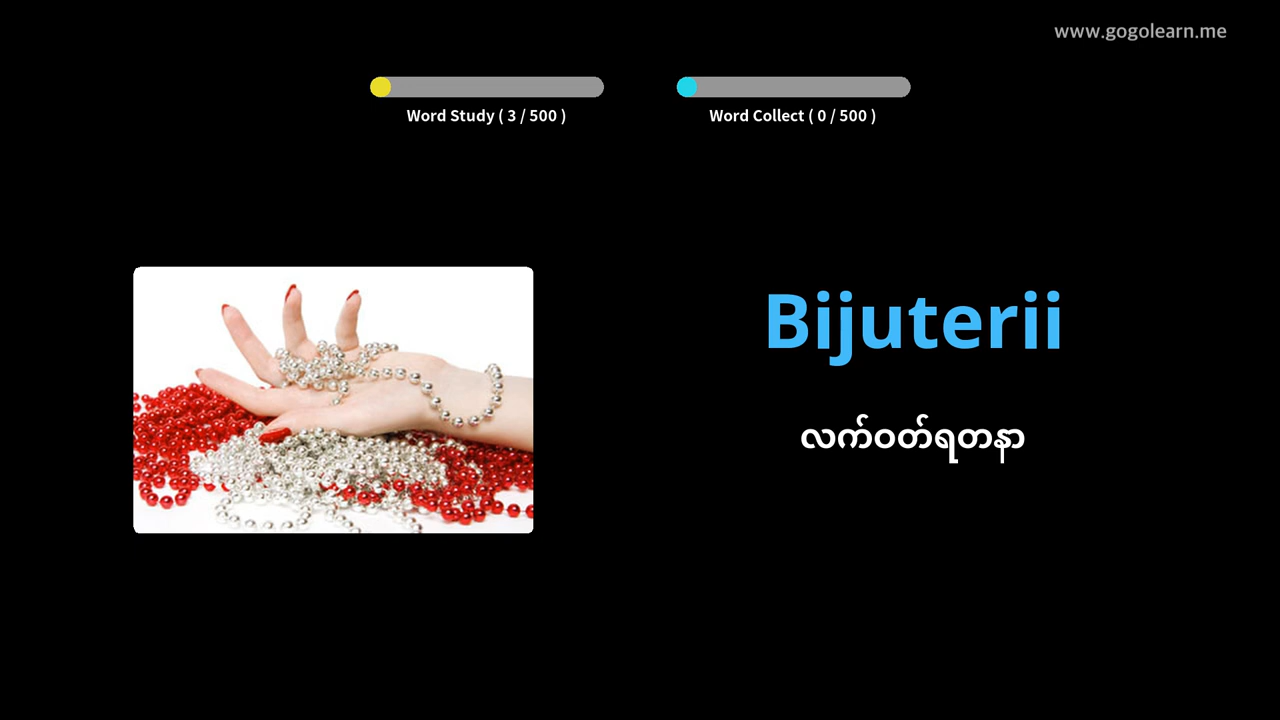 www.gogolearn.me
Word Study ( 3 / 500 )
Word Collect ( 0 / 500 )
Bijuterii
လက်ဝတ်ရတနာ